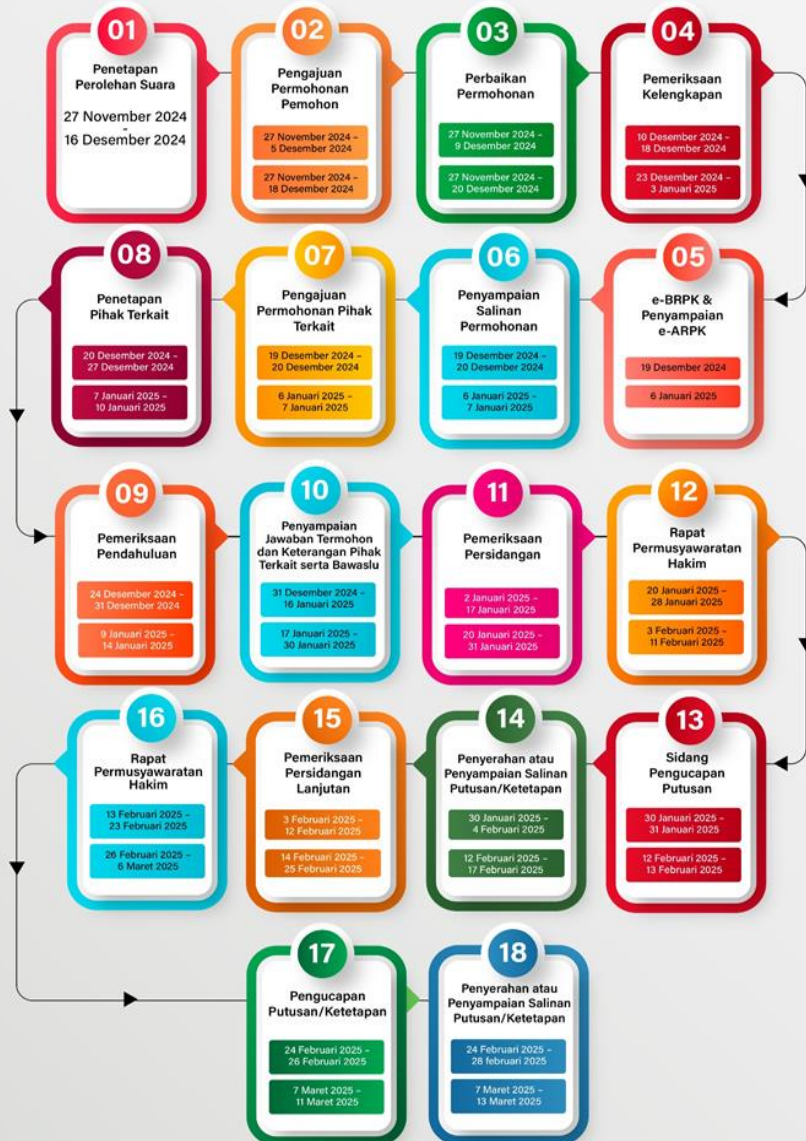 01
Penetapan
Perolehan Suara
27 November 2024
-
16 Desember 2024
02
Pengajuan
Permohonan
Pemohon
27 November 2024 –
5 Desember 2024
27 November 2024 –
18 Desember 2024
03
Perbaikan
Permohonan
27 November 2024 –
9 Desember 2024
27 November 2024 –
20 Desember 2024
04
Pemeriksaan
Kelengkapan
10 Desember 2024 –
18 Desember 2024
23 Desember 2024 –
3 Januari 2025
05
e-BRPK &
Penyampaian
e-ARPK
19 Desember 2024
6 Januari 2025
06
Penyampaian
Salinan
Permohonan
19 Desember 2024 –
20 Desember 2024
6 Januari 2025 –
7 Januari 2025
07
Pengajuan
Permohonan Pihak
Terkait
19 Desember 2024 –
20 Desember 2024
6 Januari 2025 –
7 Januari 2025
08
Penetapan
Pihak Terkait
20 Desember 2024 –
27 Desember 2024
7 Januari 2025 –
10 Januari 2025
09
Pemeriksaan
Pendahuluan
24 Desember 2024 –
31 Desember 2024
9 Januari 2025 –
14 Januari 2025
10
Penyampaian
Jawaban Termohon
dan Keterangan Pihak
Terkait serta Bawaslu
31 Desember 2024 –
16 Januari 2025
17 Januari 2025 –
30 Januari 2025
11
Pemeriksaan
Persidangan
2 Januari 2025 –
17 Januari 2025
20 Januari 2025 –
31 Januari 2025
12
Rapat
Permusyawaratan
Hakim
20 Januari 2025 –
28 Januari 2025
3 Februari 2025 –
11 Februari 2025
13
Sidang
Pengucapan
Putusan
30 Januari 2025 –
31 Januari 2025
12 Februari 2025 –
13 Februari 2025
14
Penyerahan atau
Penyampaian Salinan
Putusan/Ketetapan
30 Januari 2025 –
4 Februari 2025
12 Februari 2025 –
17 Februari 2025
15
Pemeriksaan
Persidangan
Lanjutan
3 Februari 2025 –
12 Februari 2025
14 Februari 2025 –
25 Februari 2025
16
Rapat
Permusyawaratan
Hakim
13 Februari 2025 –
23 Februari 2025
26 Februari 2025 –
6 Maret 2025
17
Pengucapan
Putusan/Ketetapan
24 Februari 2025 –
26 Februari 2025
7 Maret 2025 –
11 Maret 2025
18
Penyerahan atau
Penyampaian Salinan
Putusan/Ketetapan
24 Februari 2025 –
28 februari 2025
7 Maret 2025 –
13 Maret 2025